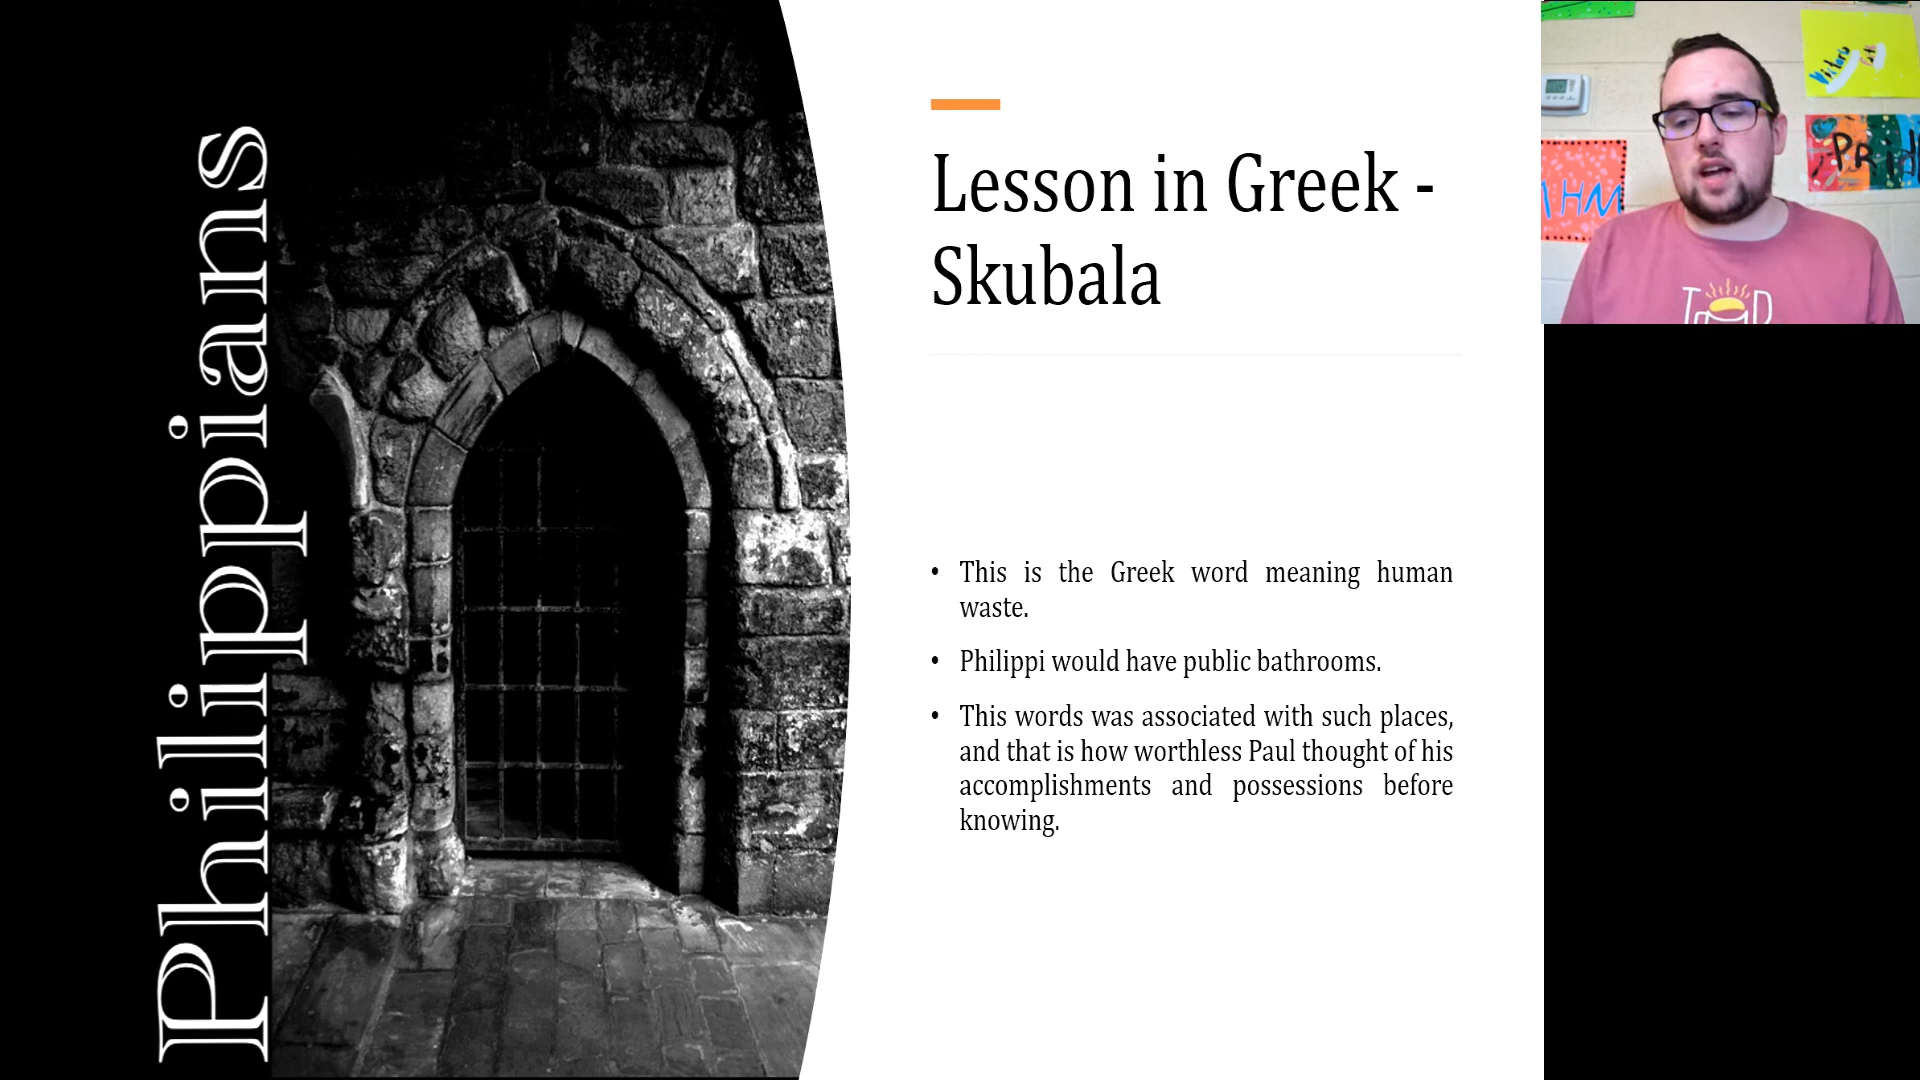 Philippians
Lesson in Greek -
Skubala
• This is the Greek word meaning human
waste.
• Philippi would have public bathrooms.
• This words was associated with such places,
and that is how worthless Paul thought of his
accomplishments and possessions before
knowing.